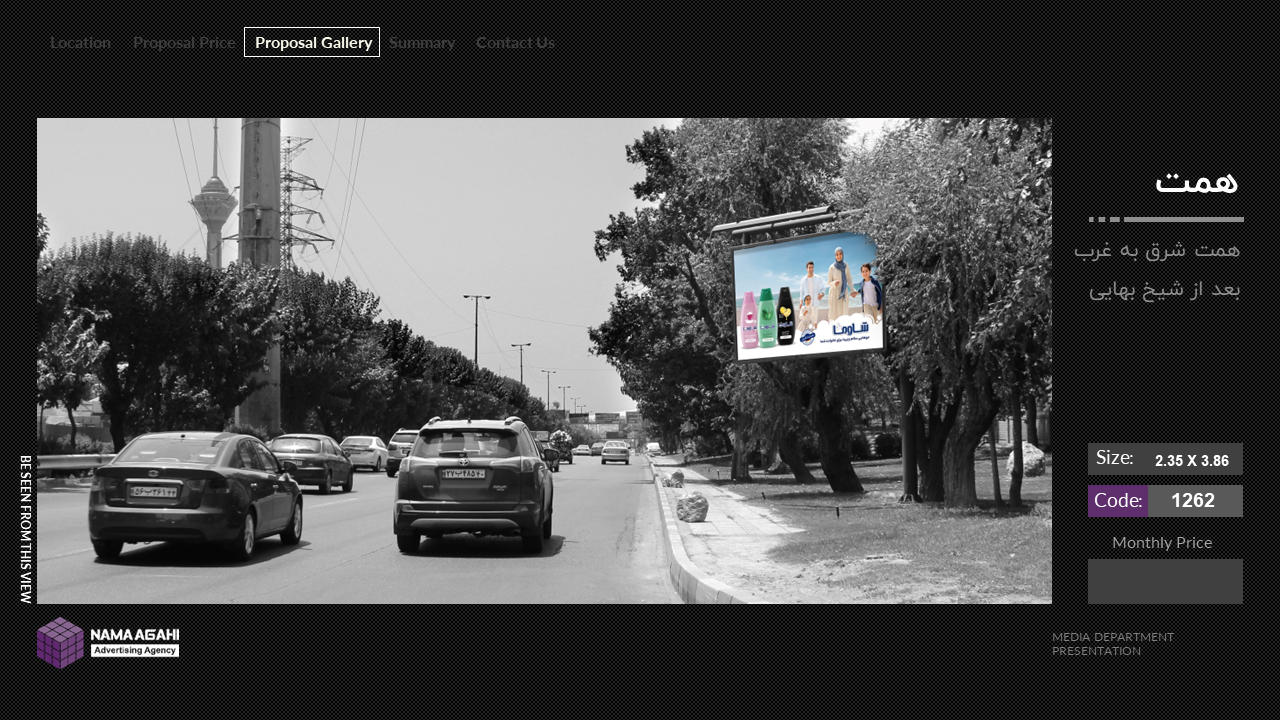 Location
Proposal Price
Proposal Gallery
Summary
Contact Us
همت
همت شرق به غرب
بعد از شیخ بهایی
شاوما
Size: 2.35 X 3.86
Code: 1262
Monthly Price
BE SEEN FROM THIS VIEW
NAMA AGAHI
Advertising Agency
MEDIA DEPARTMENT
PRESENTATION